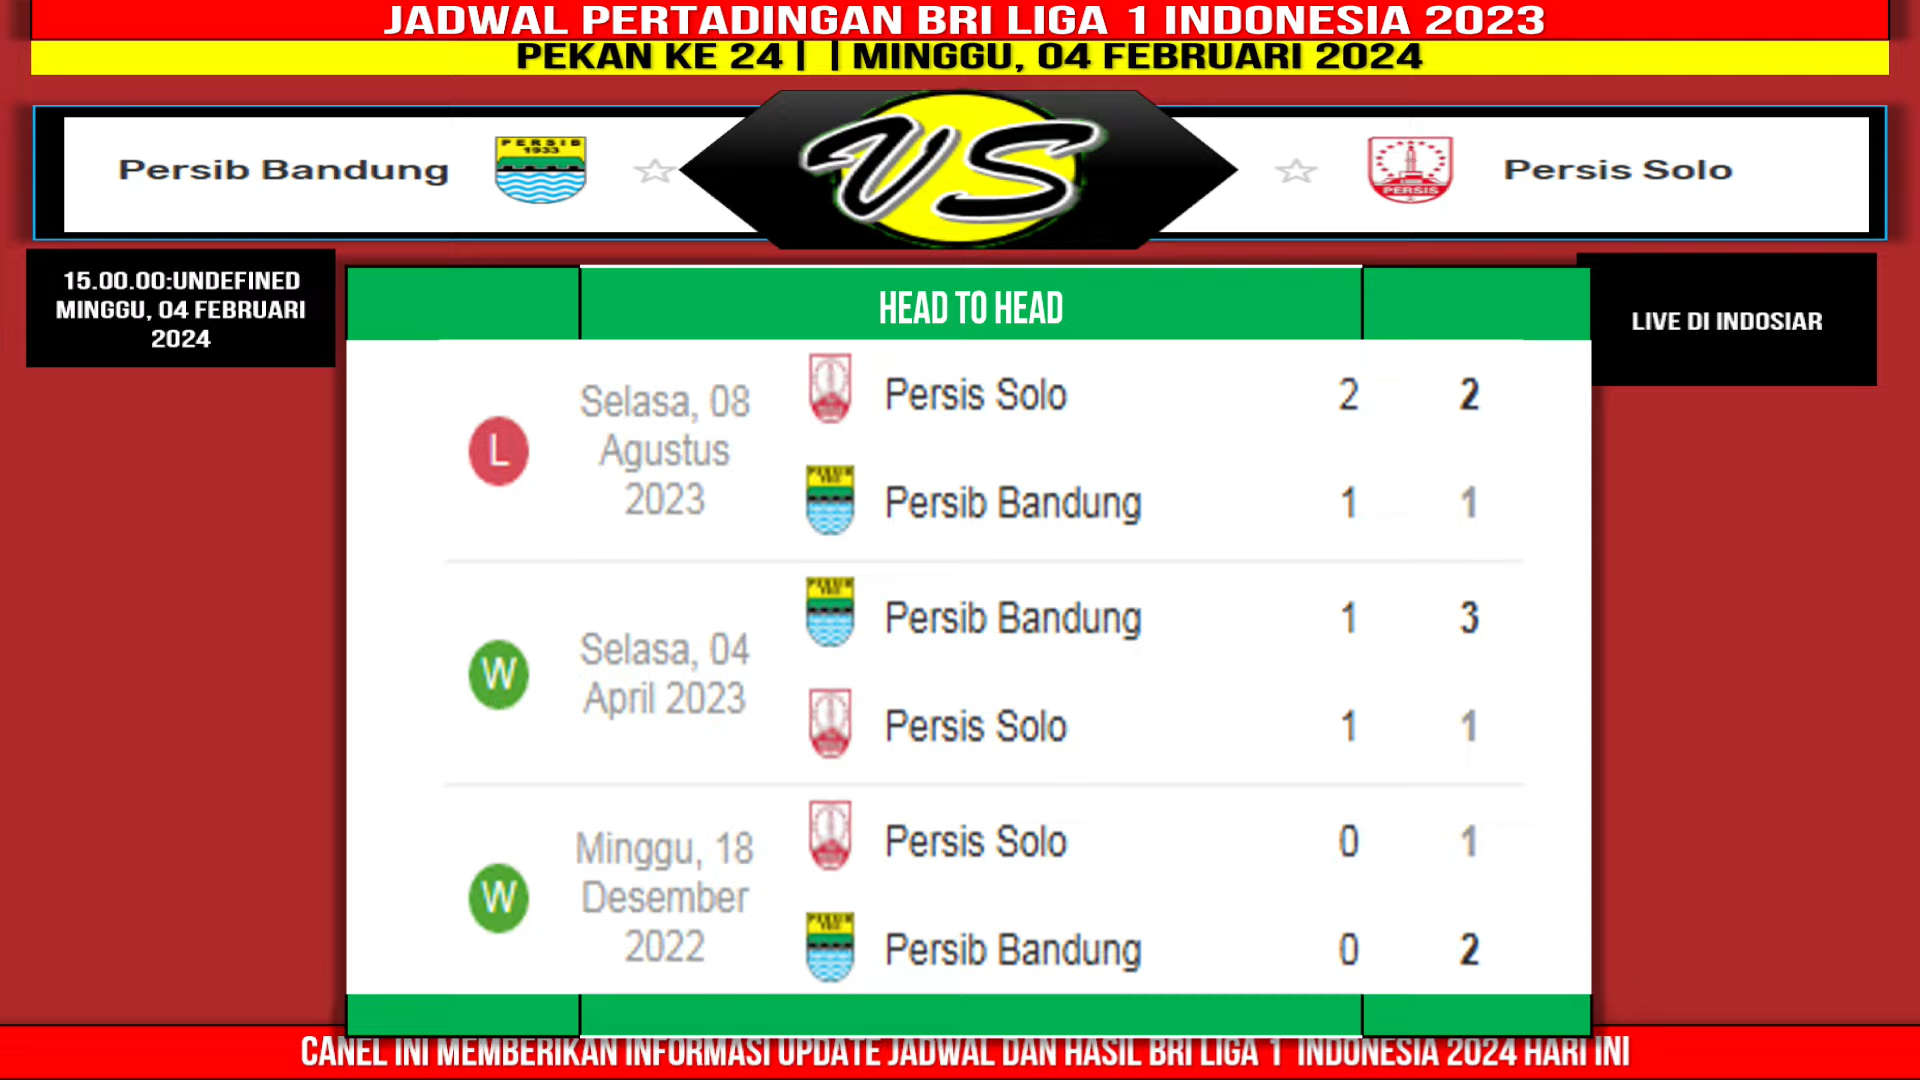 JADWAL PERTADINGAN BRI LIGA 1 INDONESIA 2023
PEKAN KE 24 | | MINGGU, 04 FEBRUARI 2024
Persib Bandung
PERSIB
1933
VS
PERSIS
Persis Solo
15.00.00:UNDEFINED
MINGGU, 04 FEBRUARI
2024
HEAD TO HEAD
LIVE DI INDOSIAR
L
Selasa, 08
Agustus
2023
Persis Solo 2 2
Persib Bandung 1 1
W
Selasa, 04
April 2023
Persib Bandung 1 3
Persis Solo 1 1
W
Minggu, 18
Desember
2022
Persis Solo 0 1
Persib Bandung 0 2
CANEL INI MEMBERIKAN INFORMASI UPDATE JADWAL DAN HASIL BRI LIGA 1 INDONESIA 2024 HARI INI